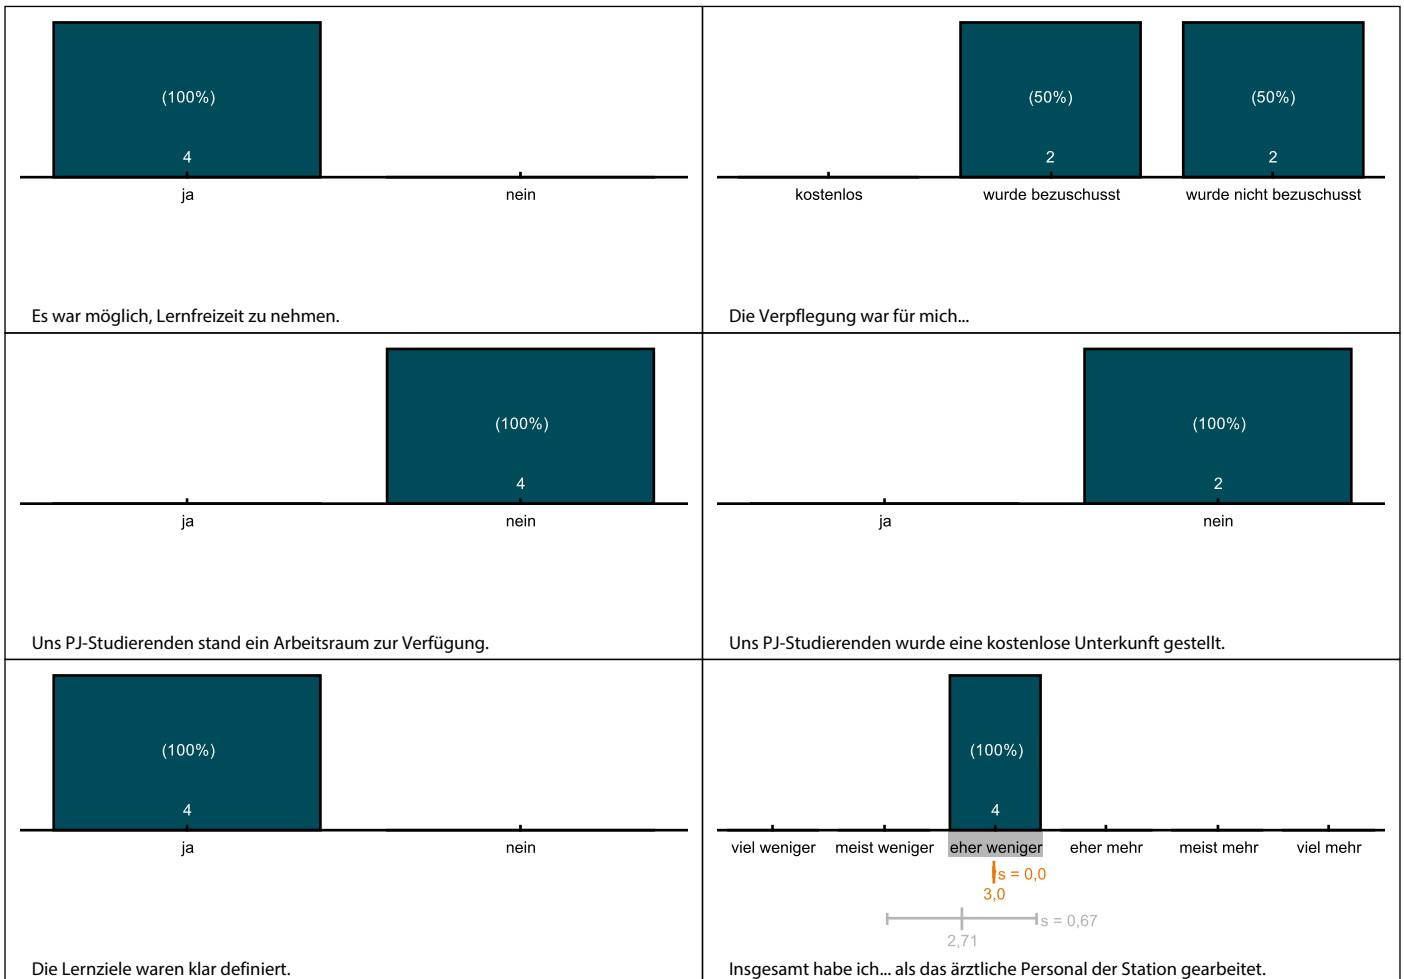 (100%)
4
ja
nein
Es war möglich, Lernfreizeit zu nehmen.
(50%)
(50%)
2
2
kostenlos
wurde bezuschusst
wurde nicht bezuschusst
Die Verpflegung war für mich...
(100%)
4
ja
nein
Uns PJ-Studierenden stand ein Arbeitsraum zur Verfügung.
(100%)
2
ja
nein
Uns PJ-Studierenden wurde eine kostenlose Unterkunft gestellt.
(100%)
4
ja
nein
Die Lernziele waren klar definiert.
(100%)
4
viel weniger
meist weniger
eher weniger
eher mehr
meist mehr
viel mehr
s = 0,0
3,0
s = 0,67
2,71
Insgesamt habe ich... als das ärztliche Personal der Station gearbeitet.